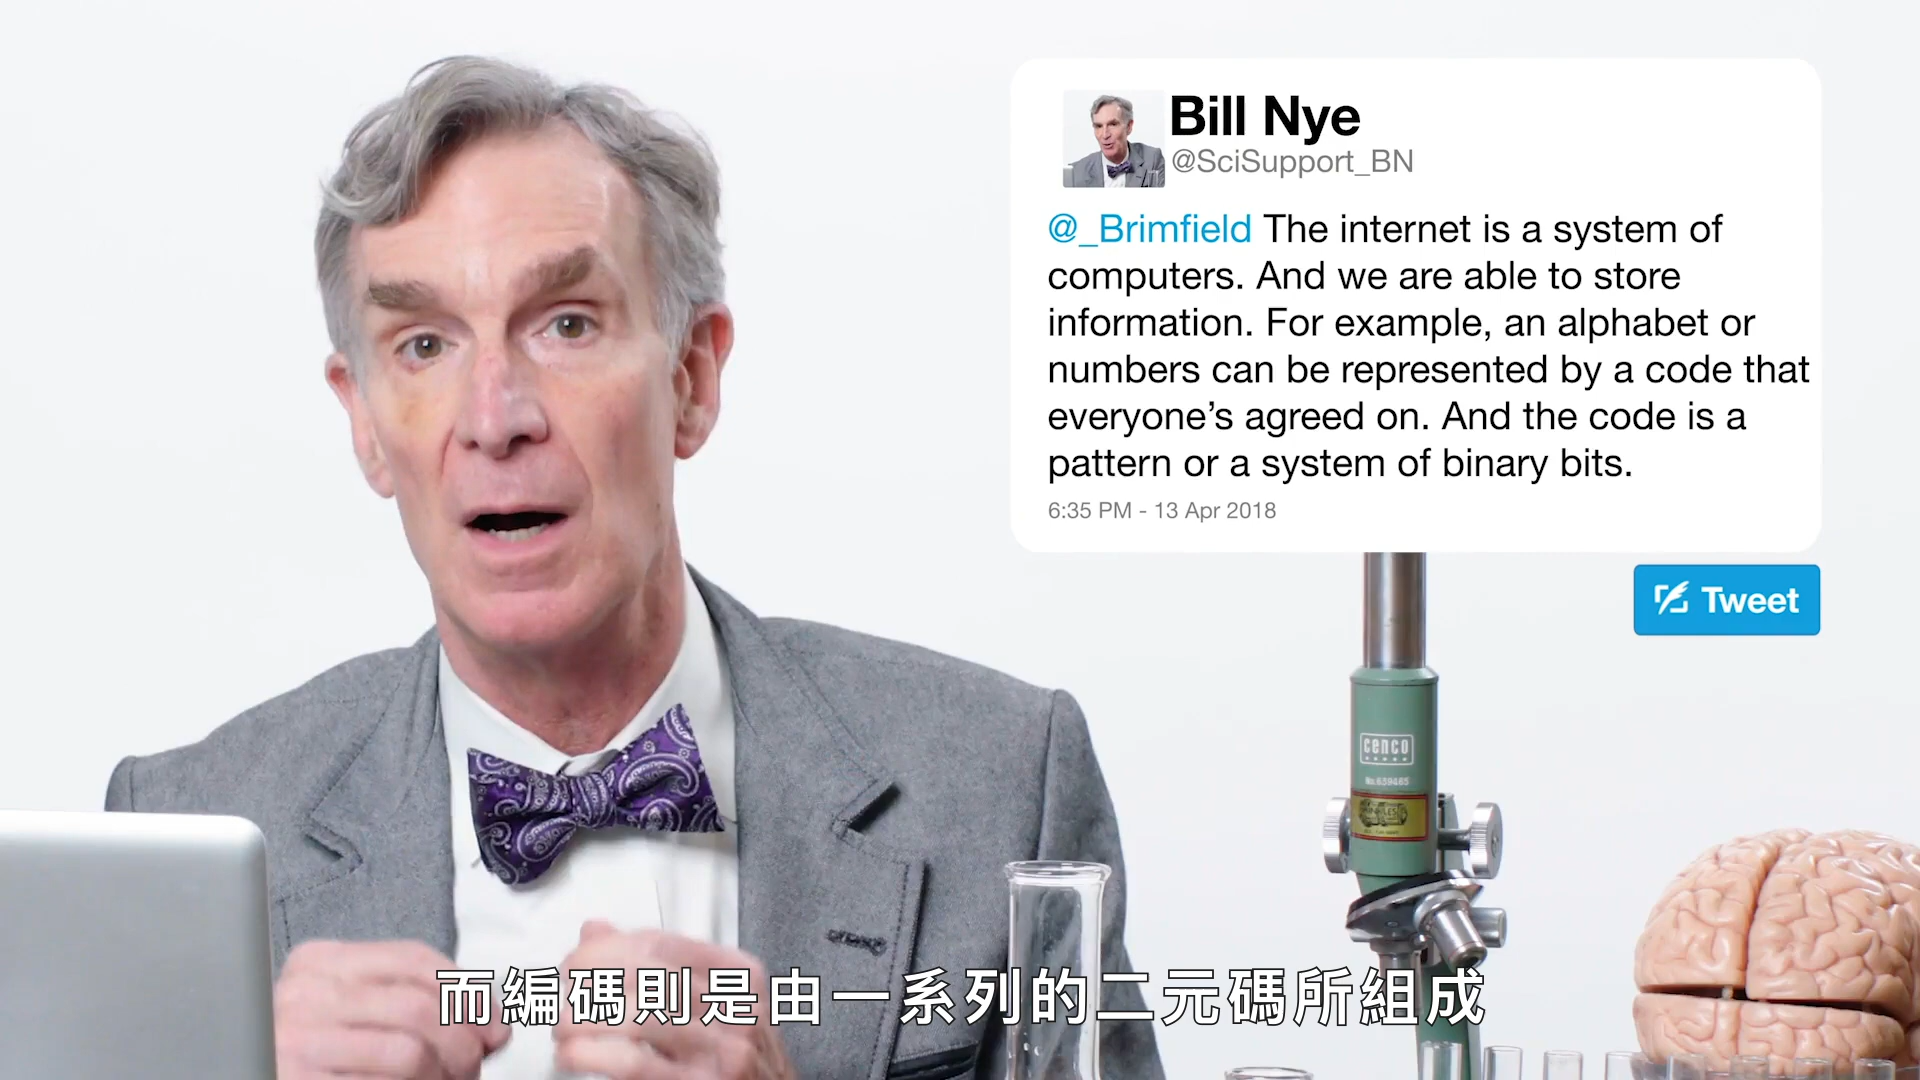 Bill Nye
@SciSupport_BN
@_Brimfield The internet is a system of
computers. And we are able to store
information. For example, an alphabet or
numbers can be represented by a code that
everyone’s agreed on. And the code is a
pattern or a system of binary bits.
6:35 PM - 13 Apr 2018
Tweet
cenco
No.639465
而編碼則是由一系列的二元碼所組成